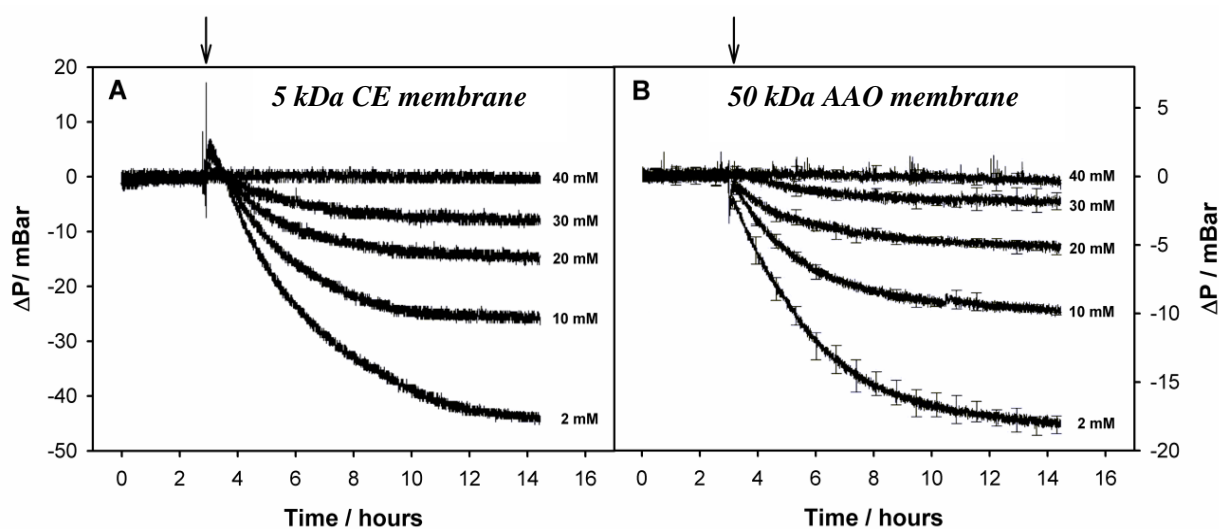 A
5 kDa CE membrane
20
10
0
-10
-20
-30
-40
-50
ΔP/ mBar
40 mM
30 mM
20 mM
10 mM
2 mM
0 2 4 6 8 10 12 14 16
Time / hours
B
50 kDa AAO membrane
5
0
-5
-10
-15
-20
ΔP / mBar
40 mM
30 mM
20 mM
10 mM
2 mM
0 2 4 6 8 10 12 14 16
Time / hours